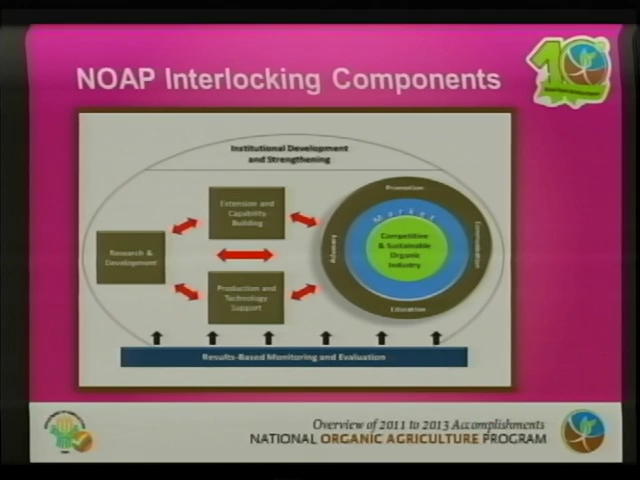 NOAP Interlocking Components
10
Institutional Development
and Strengthening
Extension and
Capability
Building
Research &
Development
Production and
Technology
Support
Promotion
Market
Advocacy
Communication
Competitive
& Sustainable
Organic
Industry
Education
Results-Based Monitoring and Evaluation
Overview of 2011 to 2013 Accomplishments
NATIONAL ORGANIC AGRICULTURE PROGRAM